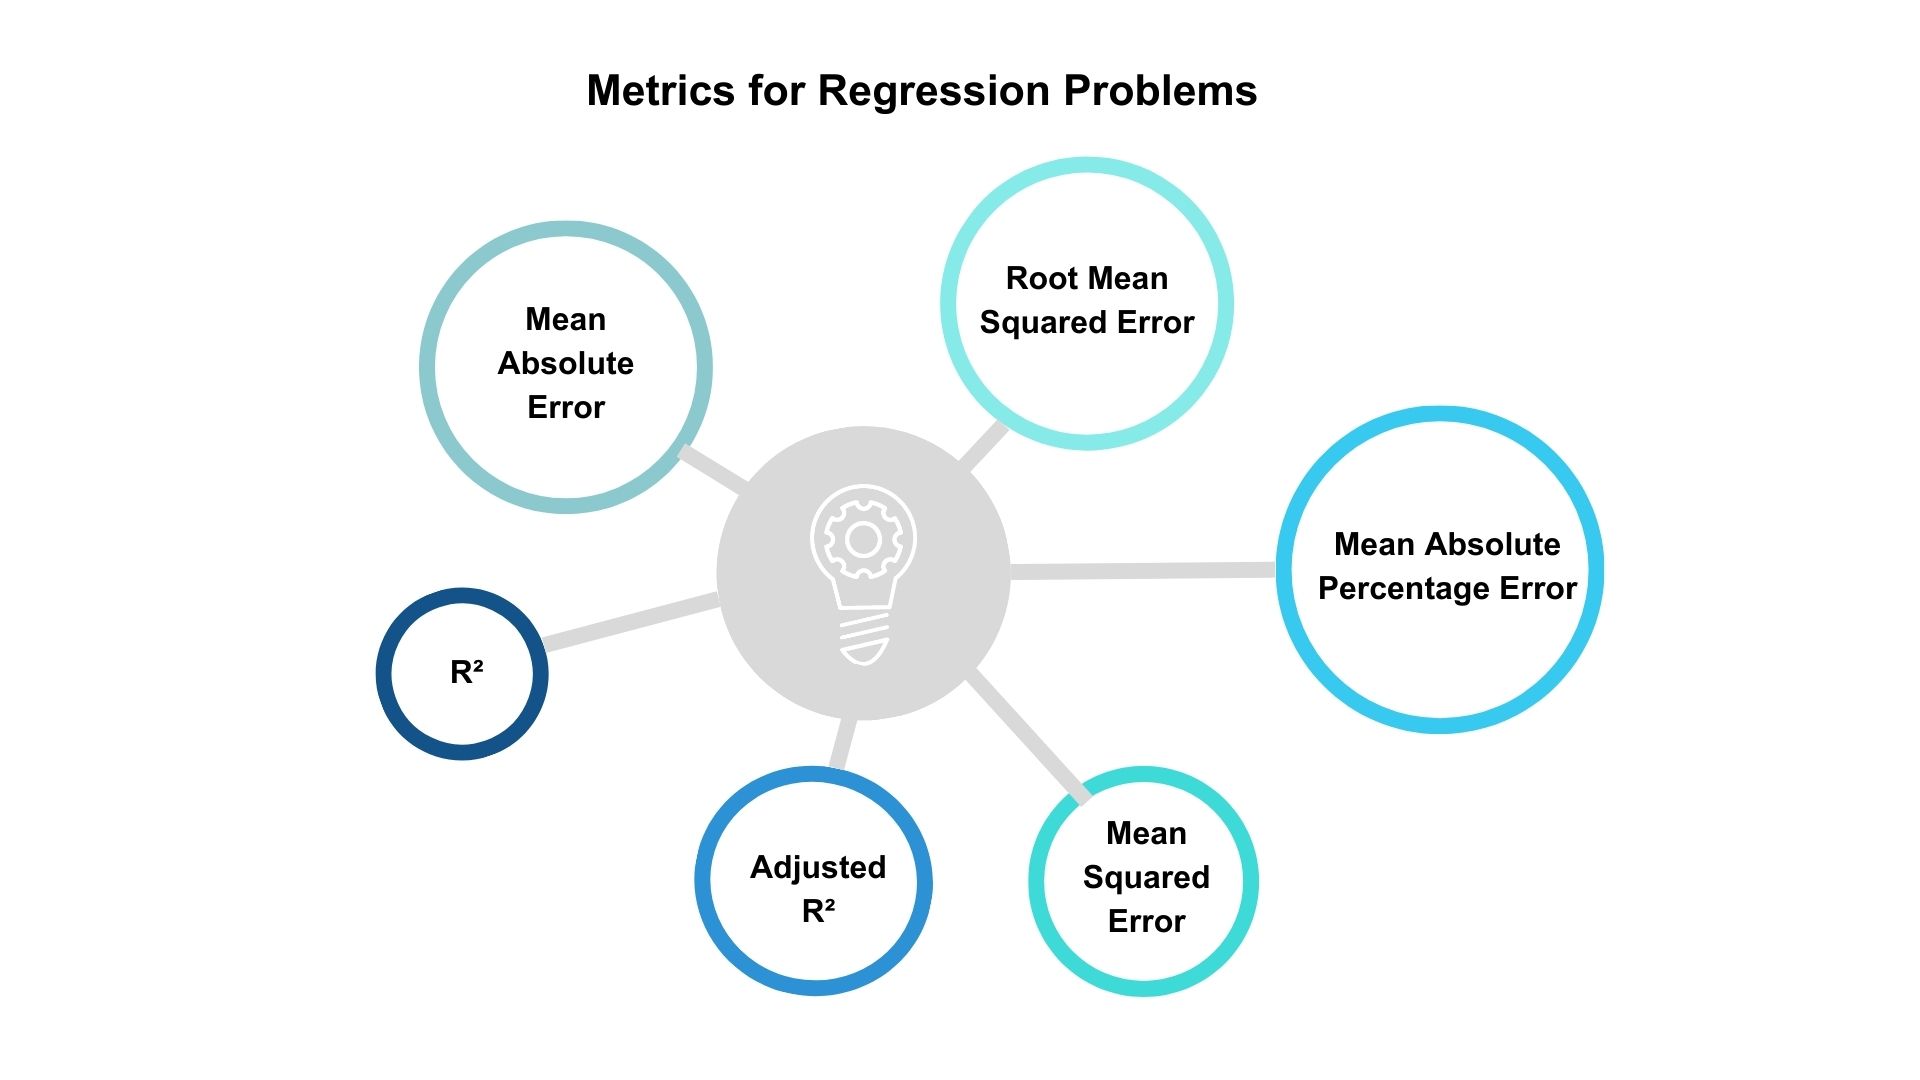 Metrics for Regression Problems
Root Mean
Squared Error
Mean
Absolute
Error
Mean Absolute
Percentage Error
R²
Mean
Squared
Error
Adjusted
R²